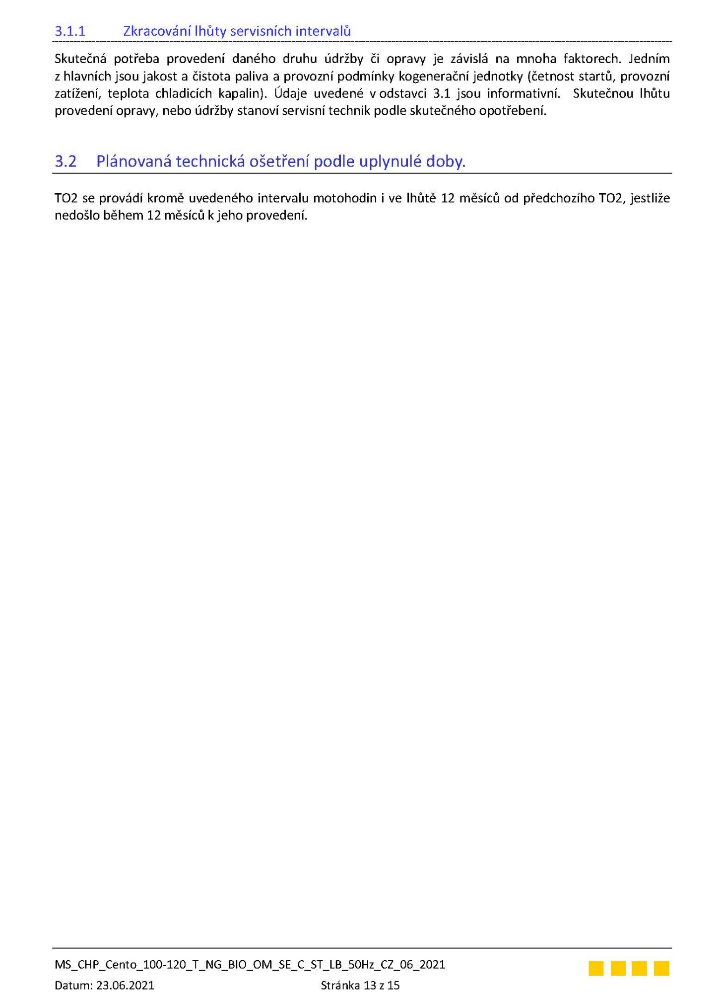 3.1.1 Zkracování lhůty servisních intervalů
Skutečná potřeba provedení daného druhu údržby či opravy je závislá na mnoha faktorech. Jedním
z hlavních jsou jakost a čistota paliva a provozní podmínky kogenerační jednotky (četnost startů, provozní
zatížení, teplota chladicích kapalin). Údaje uvedené v odstavci 3.1 jsou informativní. Skutečnou lhůtu
provedení opravy, nebo údržby stanoví servisní technik podle skutečného opotřebení.
3.2 Plánovaná technická ošetření podle uplynulé doby.
TO2 se provádí kromě uvedeného intervalu motohodin i ve lhůtě 12 měsíců od předchozího TO2, jestliže
nedošlo během 12 měsíců k jeho provedení.
MS_CHP_Cento_100-120_T_NG_BIO_OM_SE_C_ST_LB_50Hz_CZ_06_2021
Datum: 23.06.2021 Stránka 13 z 15